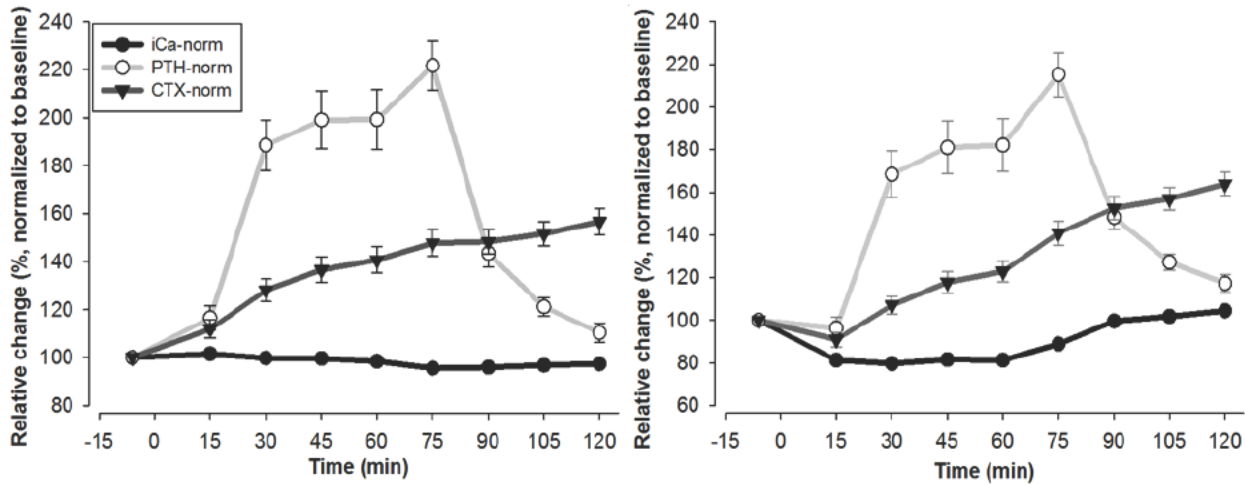 Relative change (%, normalized to baseline)
240
220
200
180
160
140
120
100
80
iCa-norm
PTH-norm
CTX-norm
-15 0 15 30 45 60 75 90 105 120
Time (min)
Relative change (%, normalized to baseline)
240
220
200
180
160
140
120
100
80
60
-15 0 15 30 45 60 75 90 105 120
Time (min)